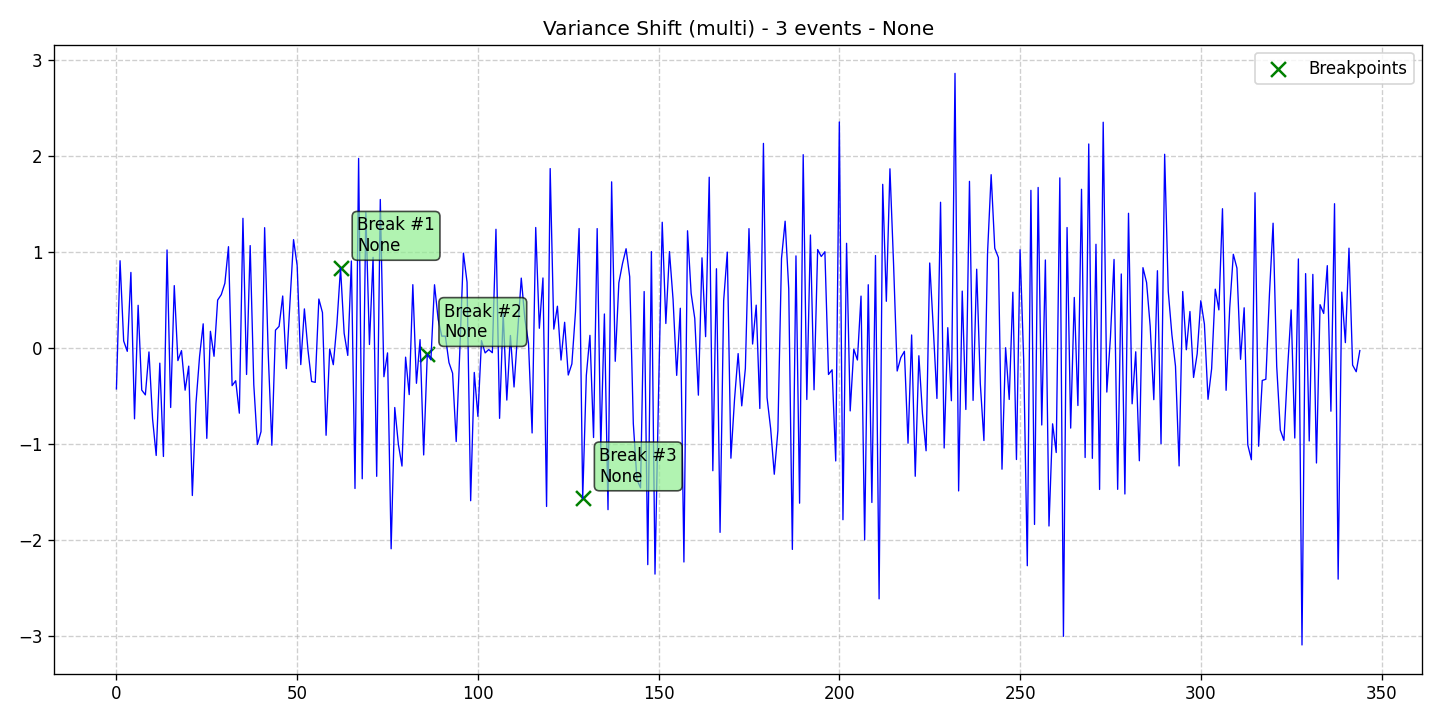 Variance Shift (multi) - 3 events - None
Breakpoints
3
2
1
0
−1
−2
−3
Break #1
None
Break #2
None
Break #3
None
0 50 100 150 200 250 300 350